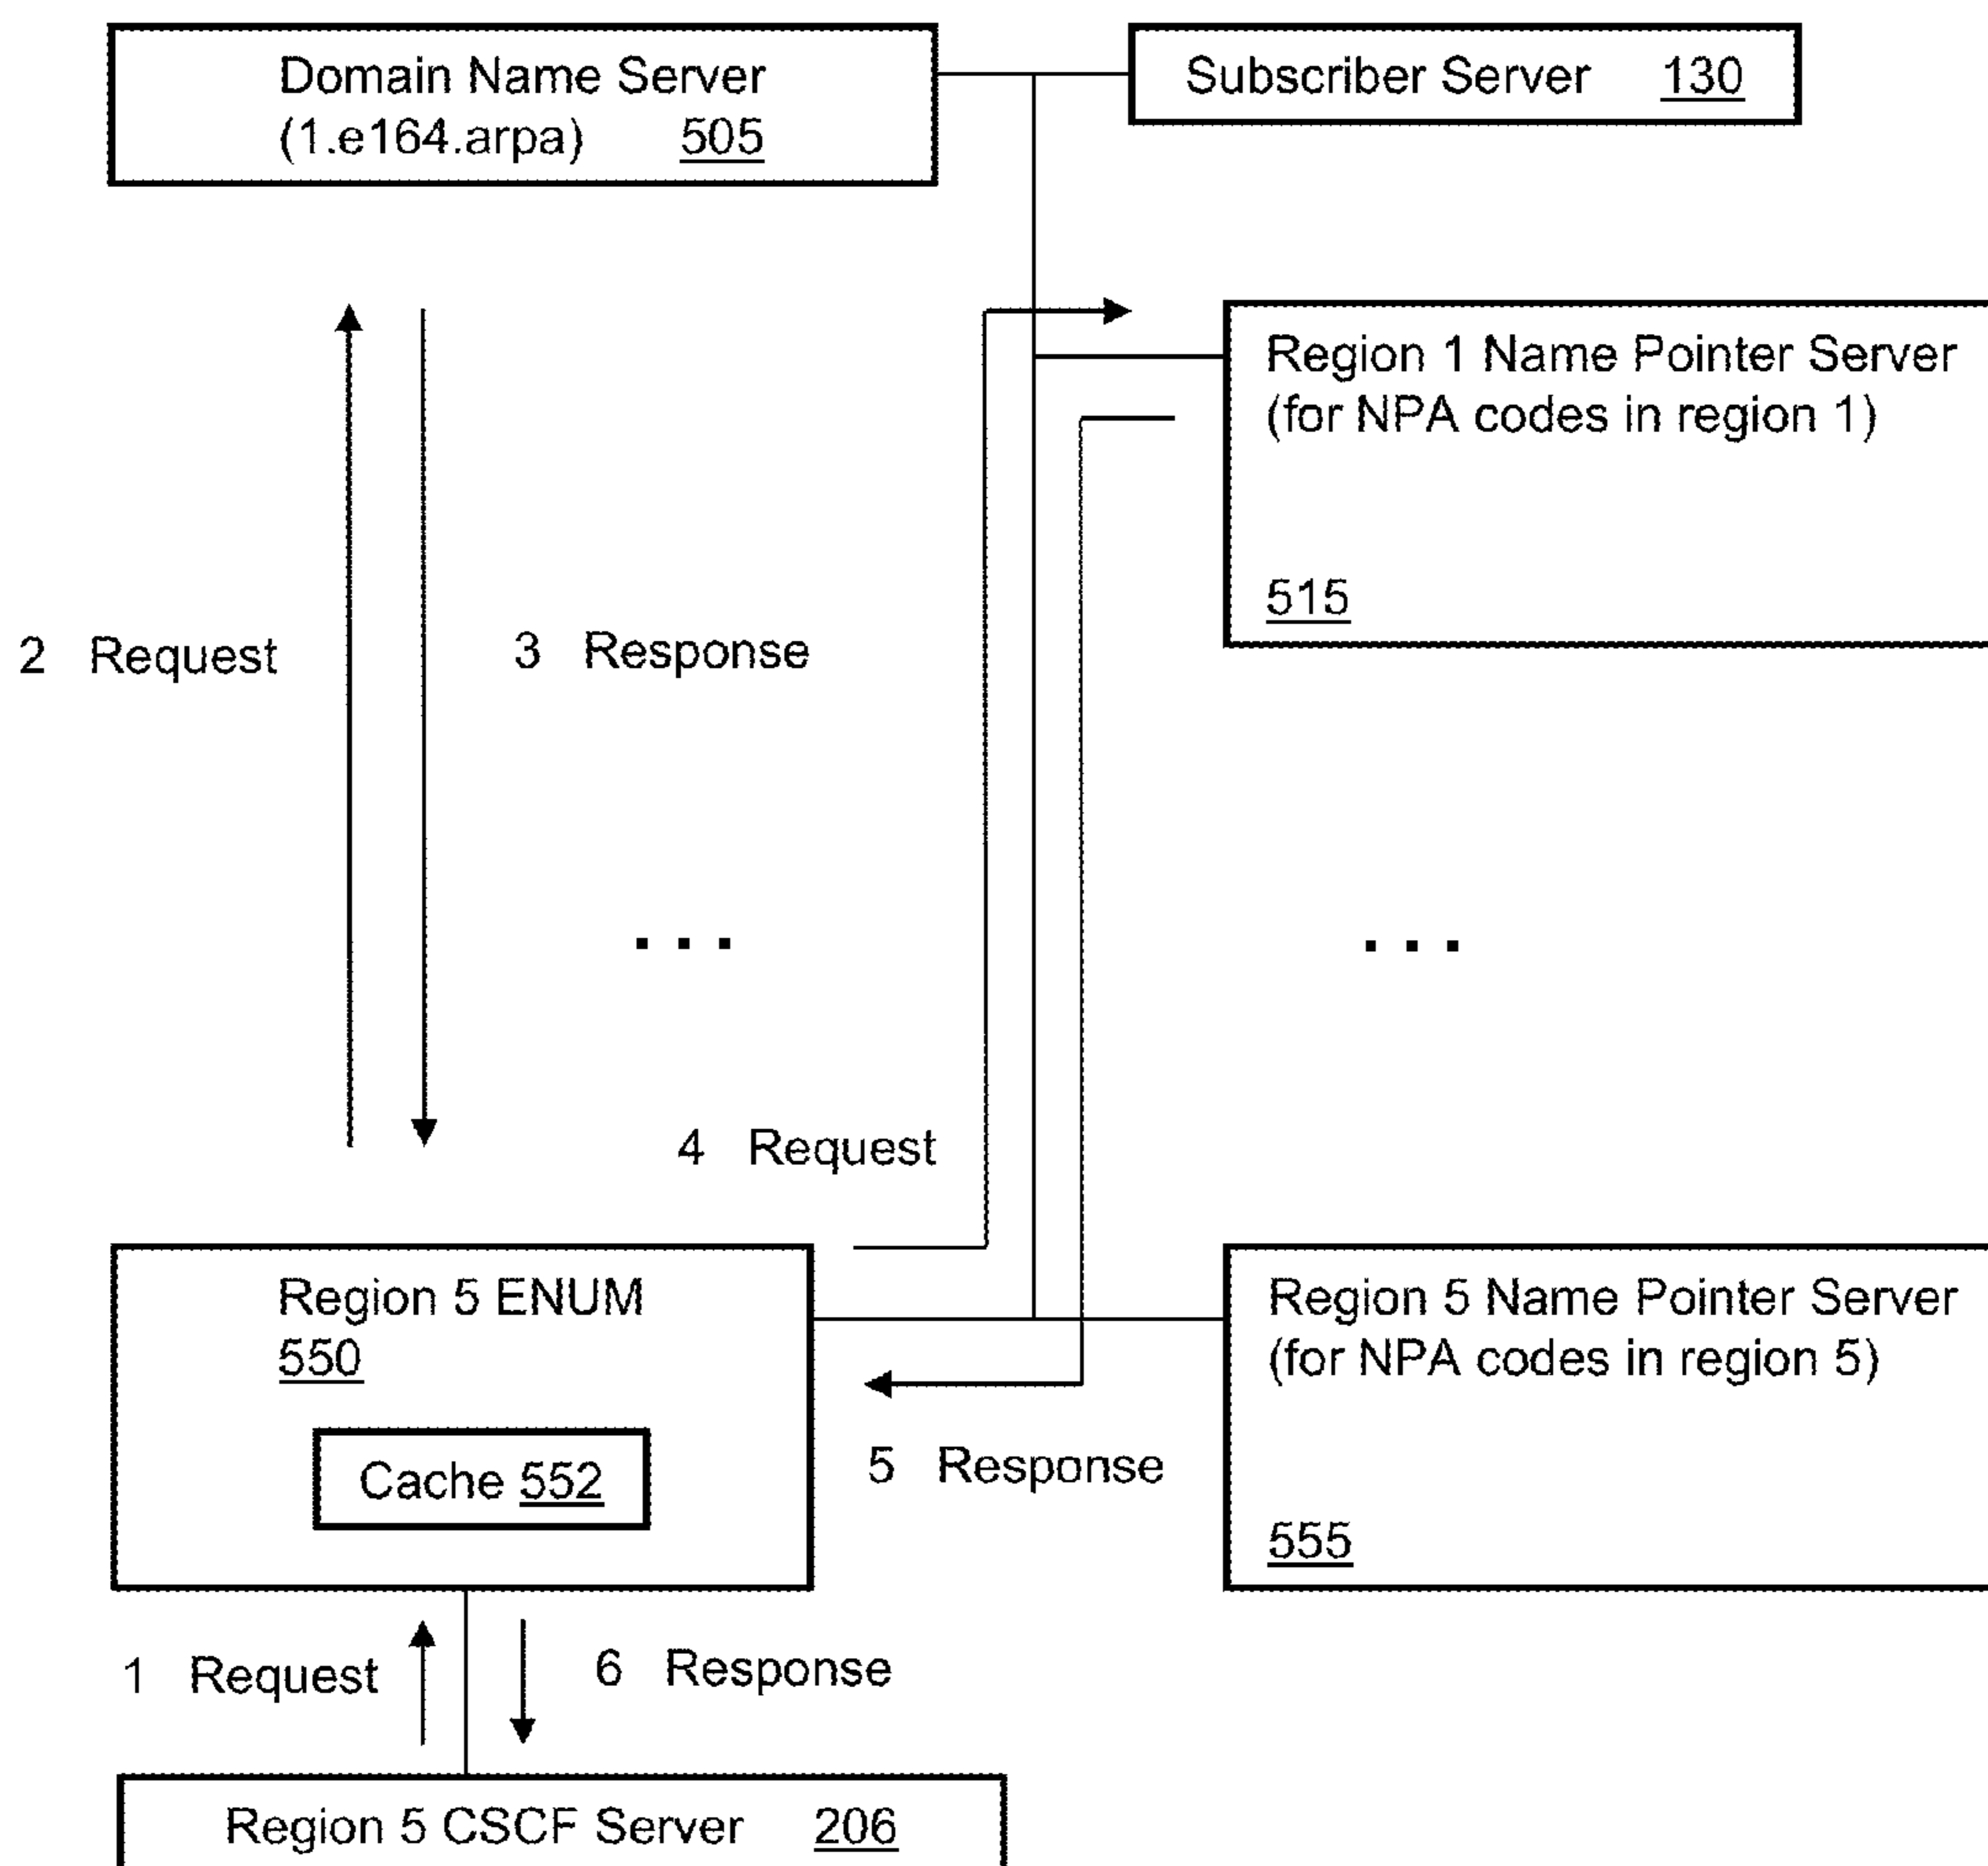 Domain Name Server
(1.e164.arpa) 505
Subscriber Server 130
Region 1 Name Pointer Server
(for NPA codes in region 1)
515
2 Request
3 Response
. . .
. . .
4 Request
Region 5 ENUM
550
Cache 552
5 Response
Region 5 Name Pointer Server
(for NPA codes in region 5)
555
1 Request
6 Response
Region 5 CSCF Server 206